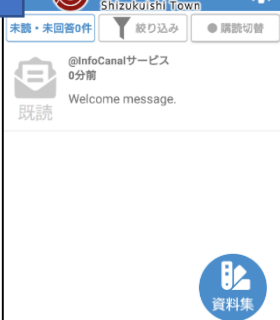 Shizukuishi Town
未読・未回答0件 絞り込み ●購読切替
@InfoCanalサービス
0分前
Welcome message.
既読
資料集